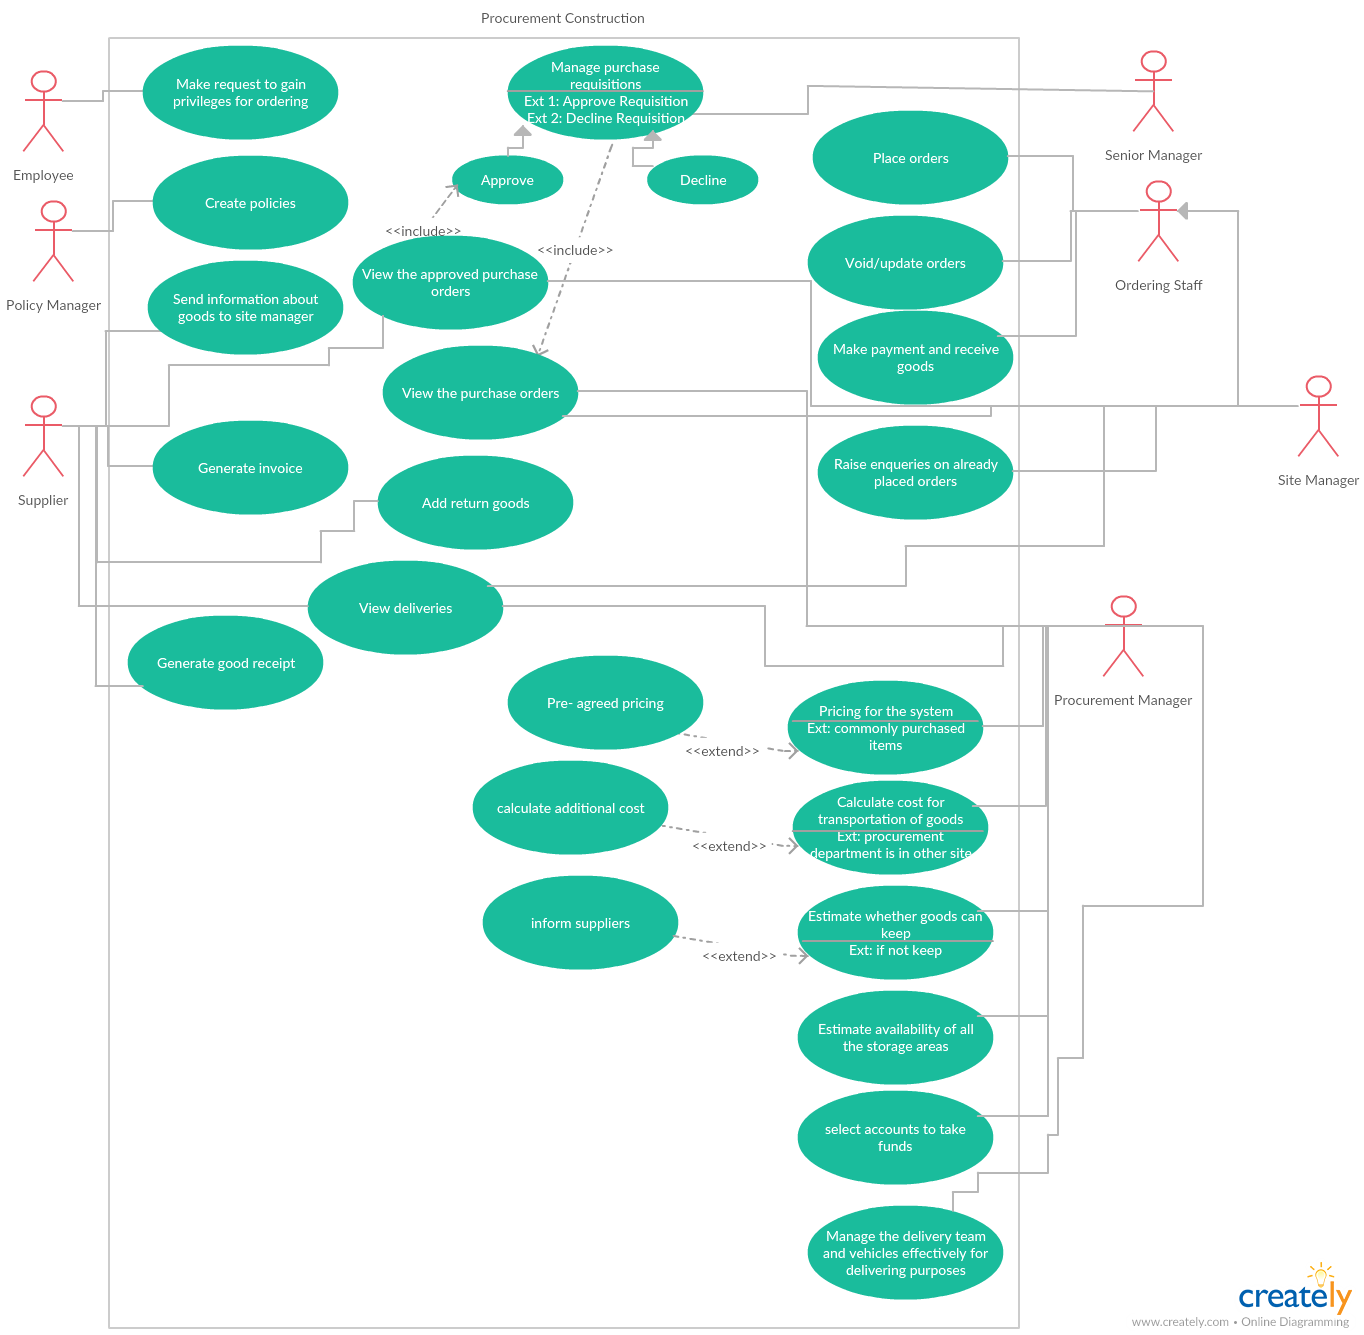 Procurement Construction
Make request to gain
privileges for ordering
Manage purchase
requisitions
Ext 1: Approve Requisition
Ext 2: Decline Requisition
Employee
Senior Manager
Place orders
Approve
Decline
Create policies
Policy Manager
<<include>>
<<include>>
View the approved purchase
orders
Void/update orders
Ordering Staff
Send information about
goods to site manager
Make payment and receive
goods
View the purchase orders
Supplier
Generate invoice
Raise enqueries on already
placed orders
Site Manager
Add return goods
View deliveries
Generate good receipt
Procurement Manager
Pre- agreed pricing
<<extend>>
Pricing for the system
Ext: commonly purchased
items
calculate additional cost
<<extend>>
Calculate cost for
transportation of goods
Ext: procurement
department is in other site
inform suppliers
<<extend>>
Estimate whether goods can
keep
Ext: if not keep
Estimate availability of all
the storage areas
select accounts to take
funds
Manage the delivery team
and vehicles effectively for
delivering purposes
creately
www.creately.com • Online Diagramming